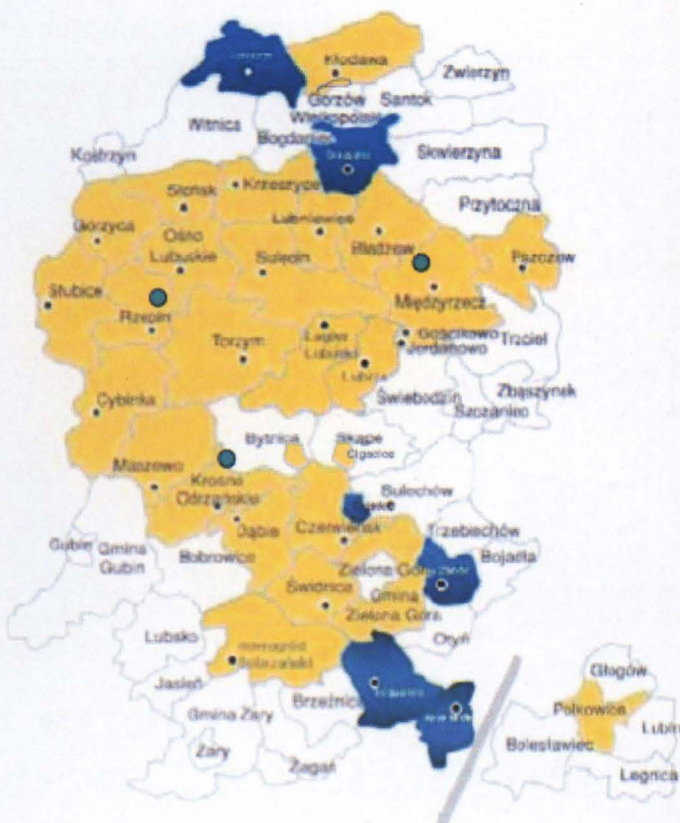 Kłodawa
Zwierzyn
Gorzów
Wielkopolski
Santok
Witnica
Bogdaniec
Kostrzyn
Skwierzyna
Krzeszyce
Słońsk
Przytoczna
Lubniewice
Górzyca
Ośno
Lubuskie
Sulęcin
Bledzew
Pszczew
Słubice
Międzyrzecz
Rzepin
Torzym
Łagów
Lubuski
Gościkowo
Jordanowo
Trzciel
Lubrza
Zbąszynek
Cybinka
Świebodzin
Szczaniec
Bytnica
Skąpe
Cigacice
Maszewo
Krosno
Odrzańskie
Sulechów
Dąbie
Czerwieńsk
Trzebiechów
Gubin
Gmina
Gubin
Bobrowice
Bojadła
Zielona Góra
Gmina
Zielona Góra
Świdnica
Otyń
Lubsko
Jasień
Brzeźnica
Gmina Żary
Żary
Żagań
Głogów
Polkowice
Lubin
Bolesławiec
Legnica